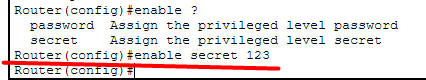 Router(config)#enable ?
  password  Assign the privileged level password
  secret    Assign the privileged level secret
Router(config)#enable secret 123
Router(config)#